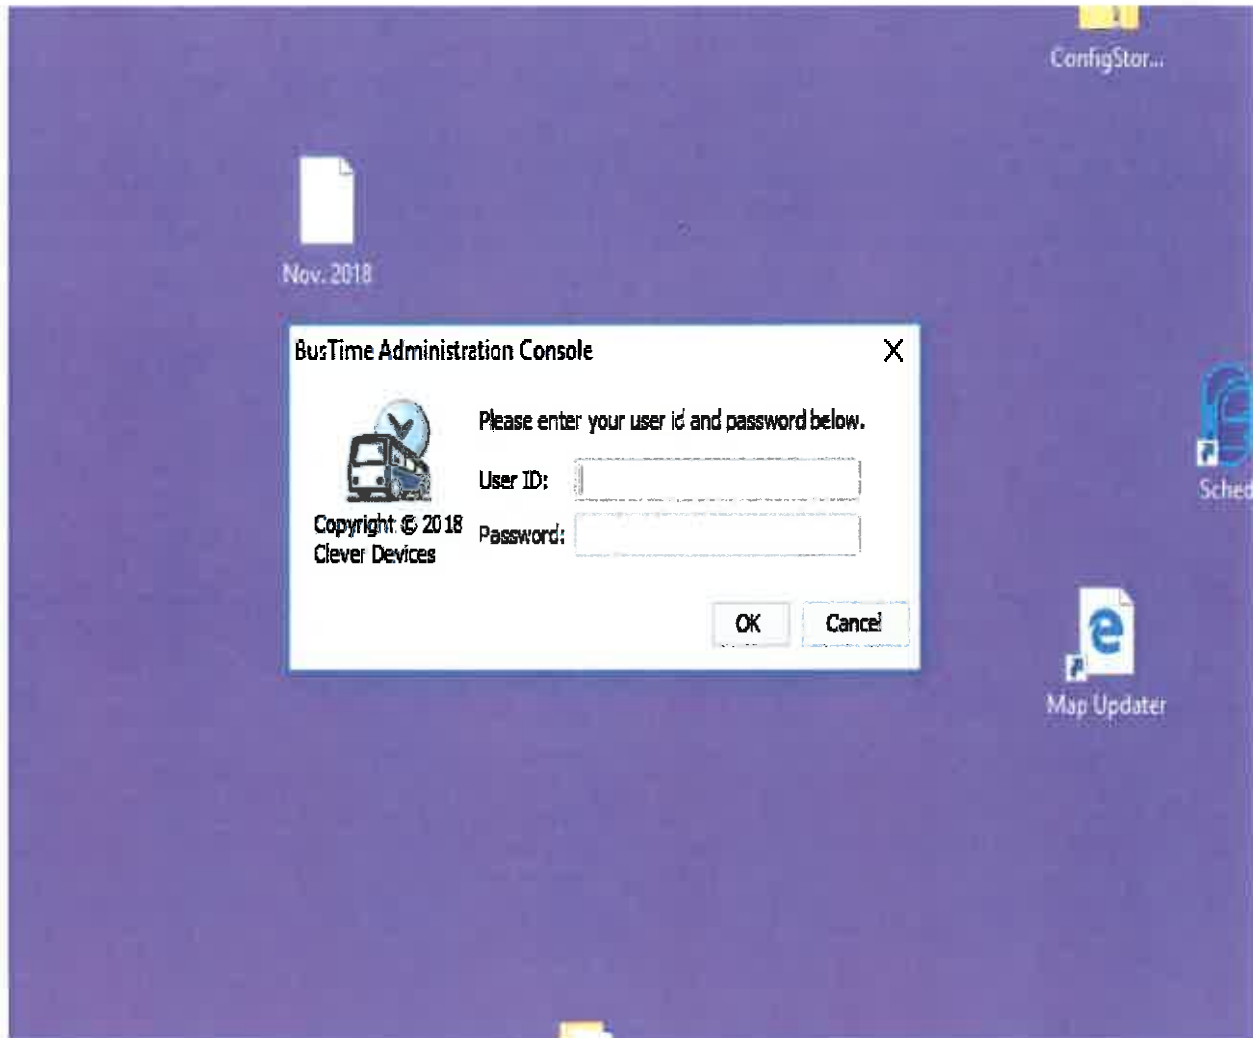 ConfigStor...
Nov. 2018
BusTime Administration Console
Please enter your user id and password below.
User ID:
Copyright © 2018
Clever Devices
Password:
OK
Cancel
Sched
Map Updater